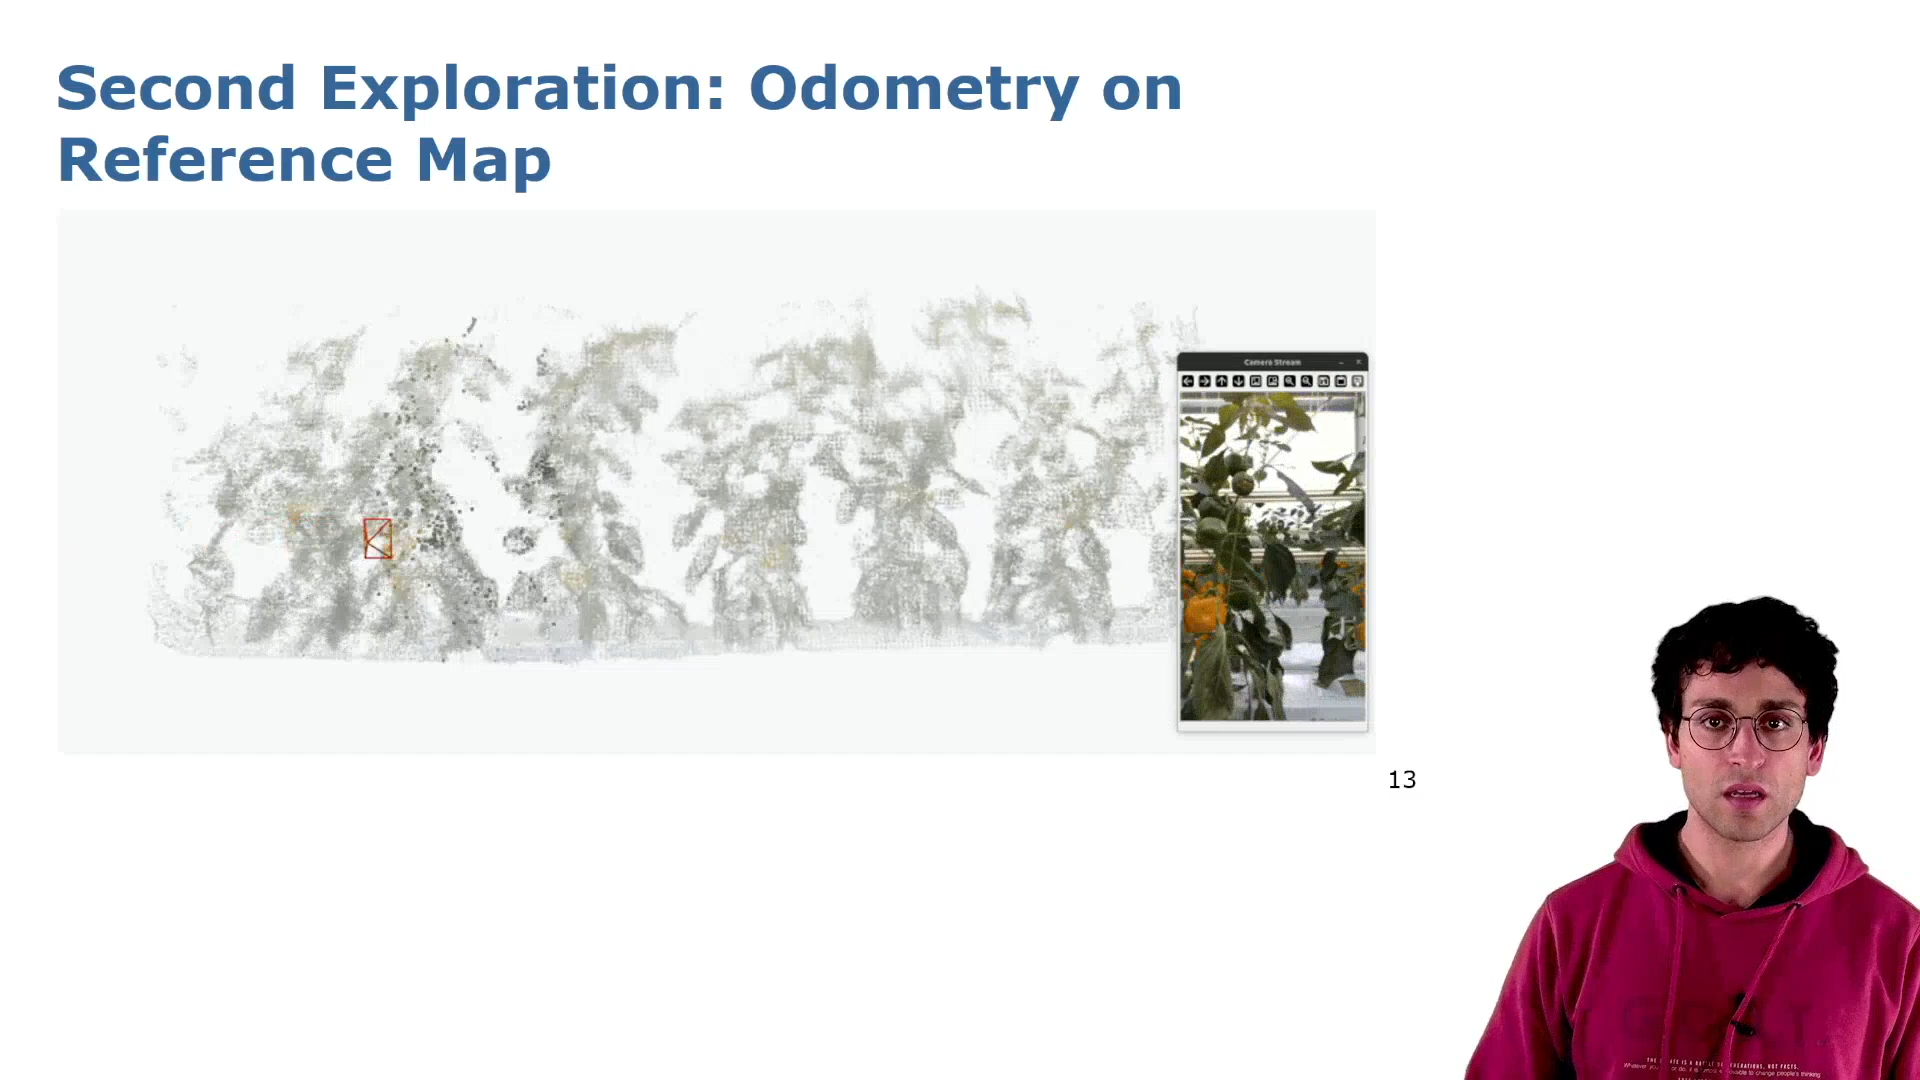 Second Exploration: Odometry on
Reference Map
Camera Stream
13